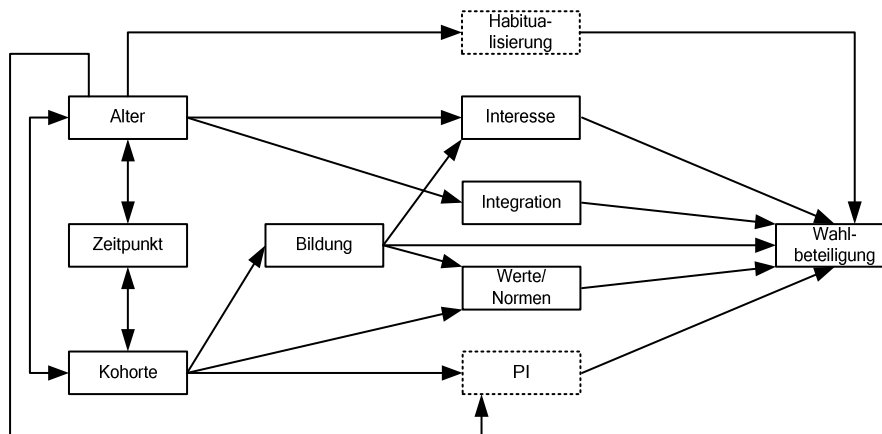 Habitua-
lisierung
Alter
Interesse
Integration
Zeitpunkt
Bildung
Wahl-
beteiligung
Werte/
Normen
Kohorte
PI